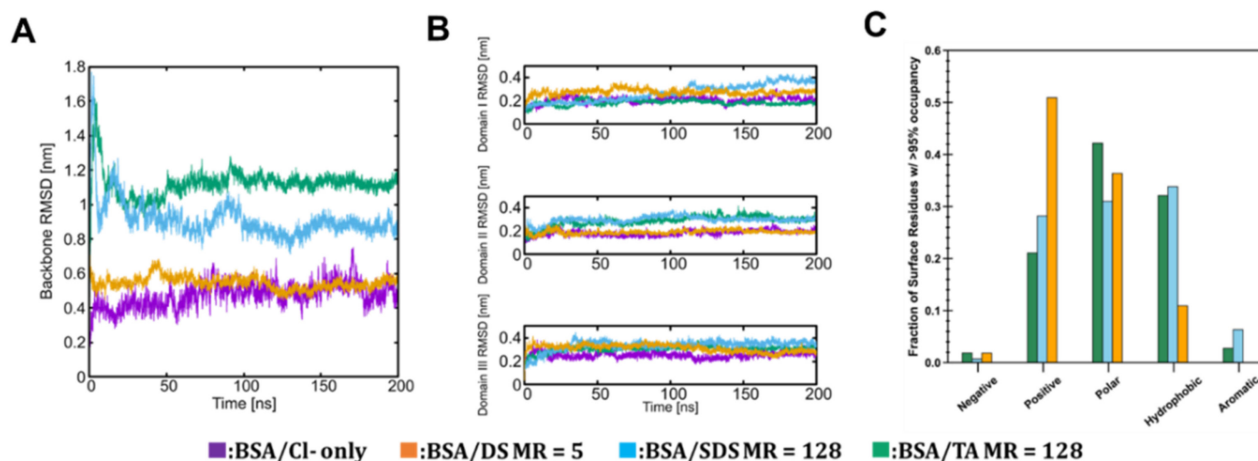 A
Backbone RMSD [nm]
1.8
1.6
1.4
1.2
1
0.8
0.6
0.4
0.2
0
0 50 100 150 200
Time [ns]
B
Domain I RMSD [nm]
0.4
0.2
0
0 50 100 150 200
Domain II RMSD [nm]
0.4
0.2
0
0 50 100 150 200
Domain III RMSD [nm]
0.4
0.2
0
0 50 100 150 200
Time [ns]
C
Fraction of Surface Residues w/ >95% occupancy
0.6
0.5
0.4
0.3
0.2
0.1
0.0
Negative
Positive
Polar
Hydrophobic
Aromatic
:BSA/Cl- only :BSA/DS MR = 5 :BSA/SDS MR = 128 :BSA/TA MR = 128